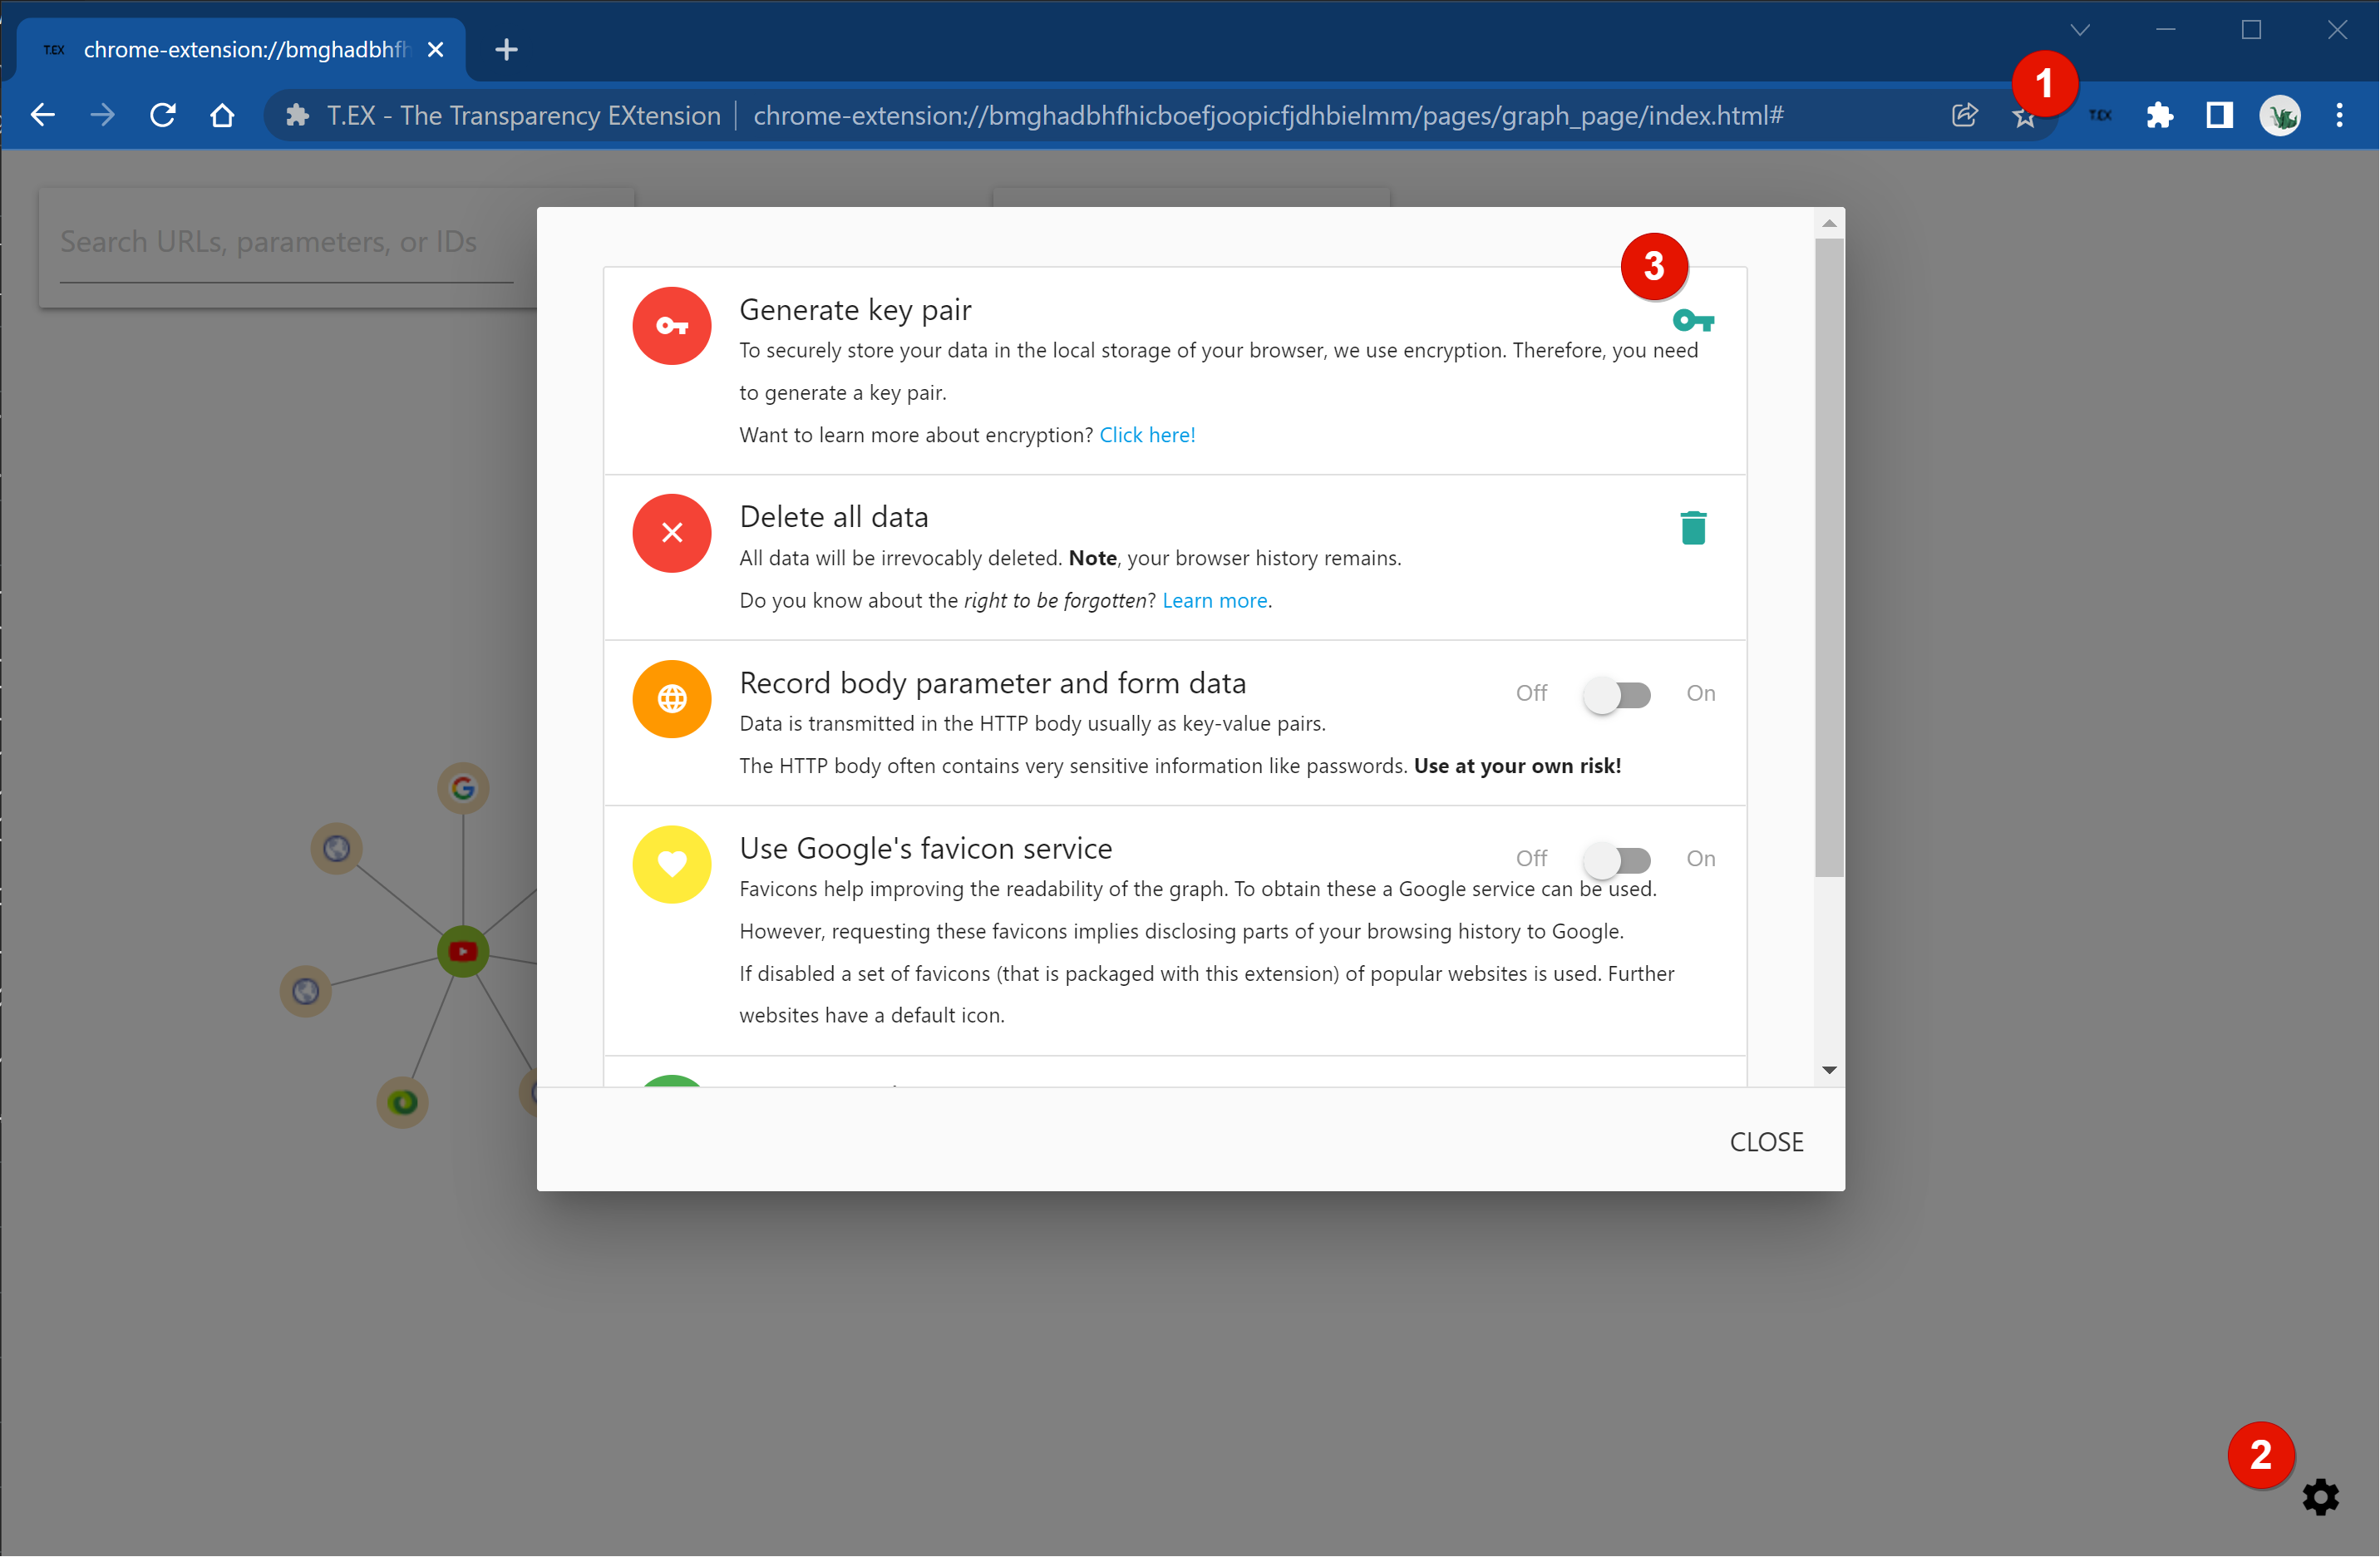 T.EX
chrome-extension://bmghadbhfh
1
T.EX - The Transparency EXtension
chrome-extension://bmghadbhfhicboefjoopicfjdhbielmm/pages/graph_page/index.html#
T.EX
Search URLs, parameters, or IDs
3
Generate key pair
To securely store your data in the local storage of your browser, we use encryption. Therefore, you need
to generate a key pair.
Want to learn more about encryption? Click here!
Delete all data
All data will be irrevocably deleted. Note, your browser history remains.
Do you know about the right to be forgotten? Learn more.
Record body parameter and form data
Off On
Data is transmitted in the HTTP body usually as key-value pairs.
The HTTP body often contains very sensitive information like passwords. Use at your own risk!
Use Google's favicon service
Off On
Favicons help improving the readability of the graph. To obtain these a Google service can be used.
However, requesting these favicons implies disclosing parts of your browsing history to Google.
If disabled a set of favicons (that is packaged with this extension) of popular websites is used. Further
websites have a default icon.
CLOSE
2